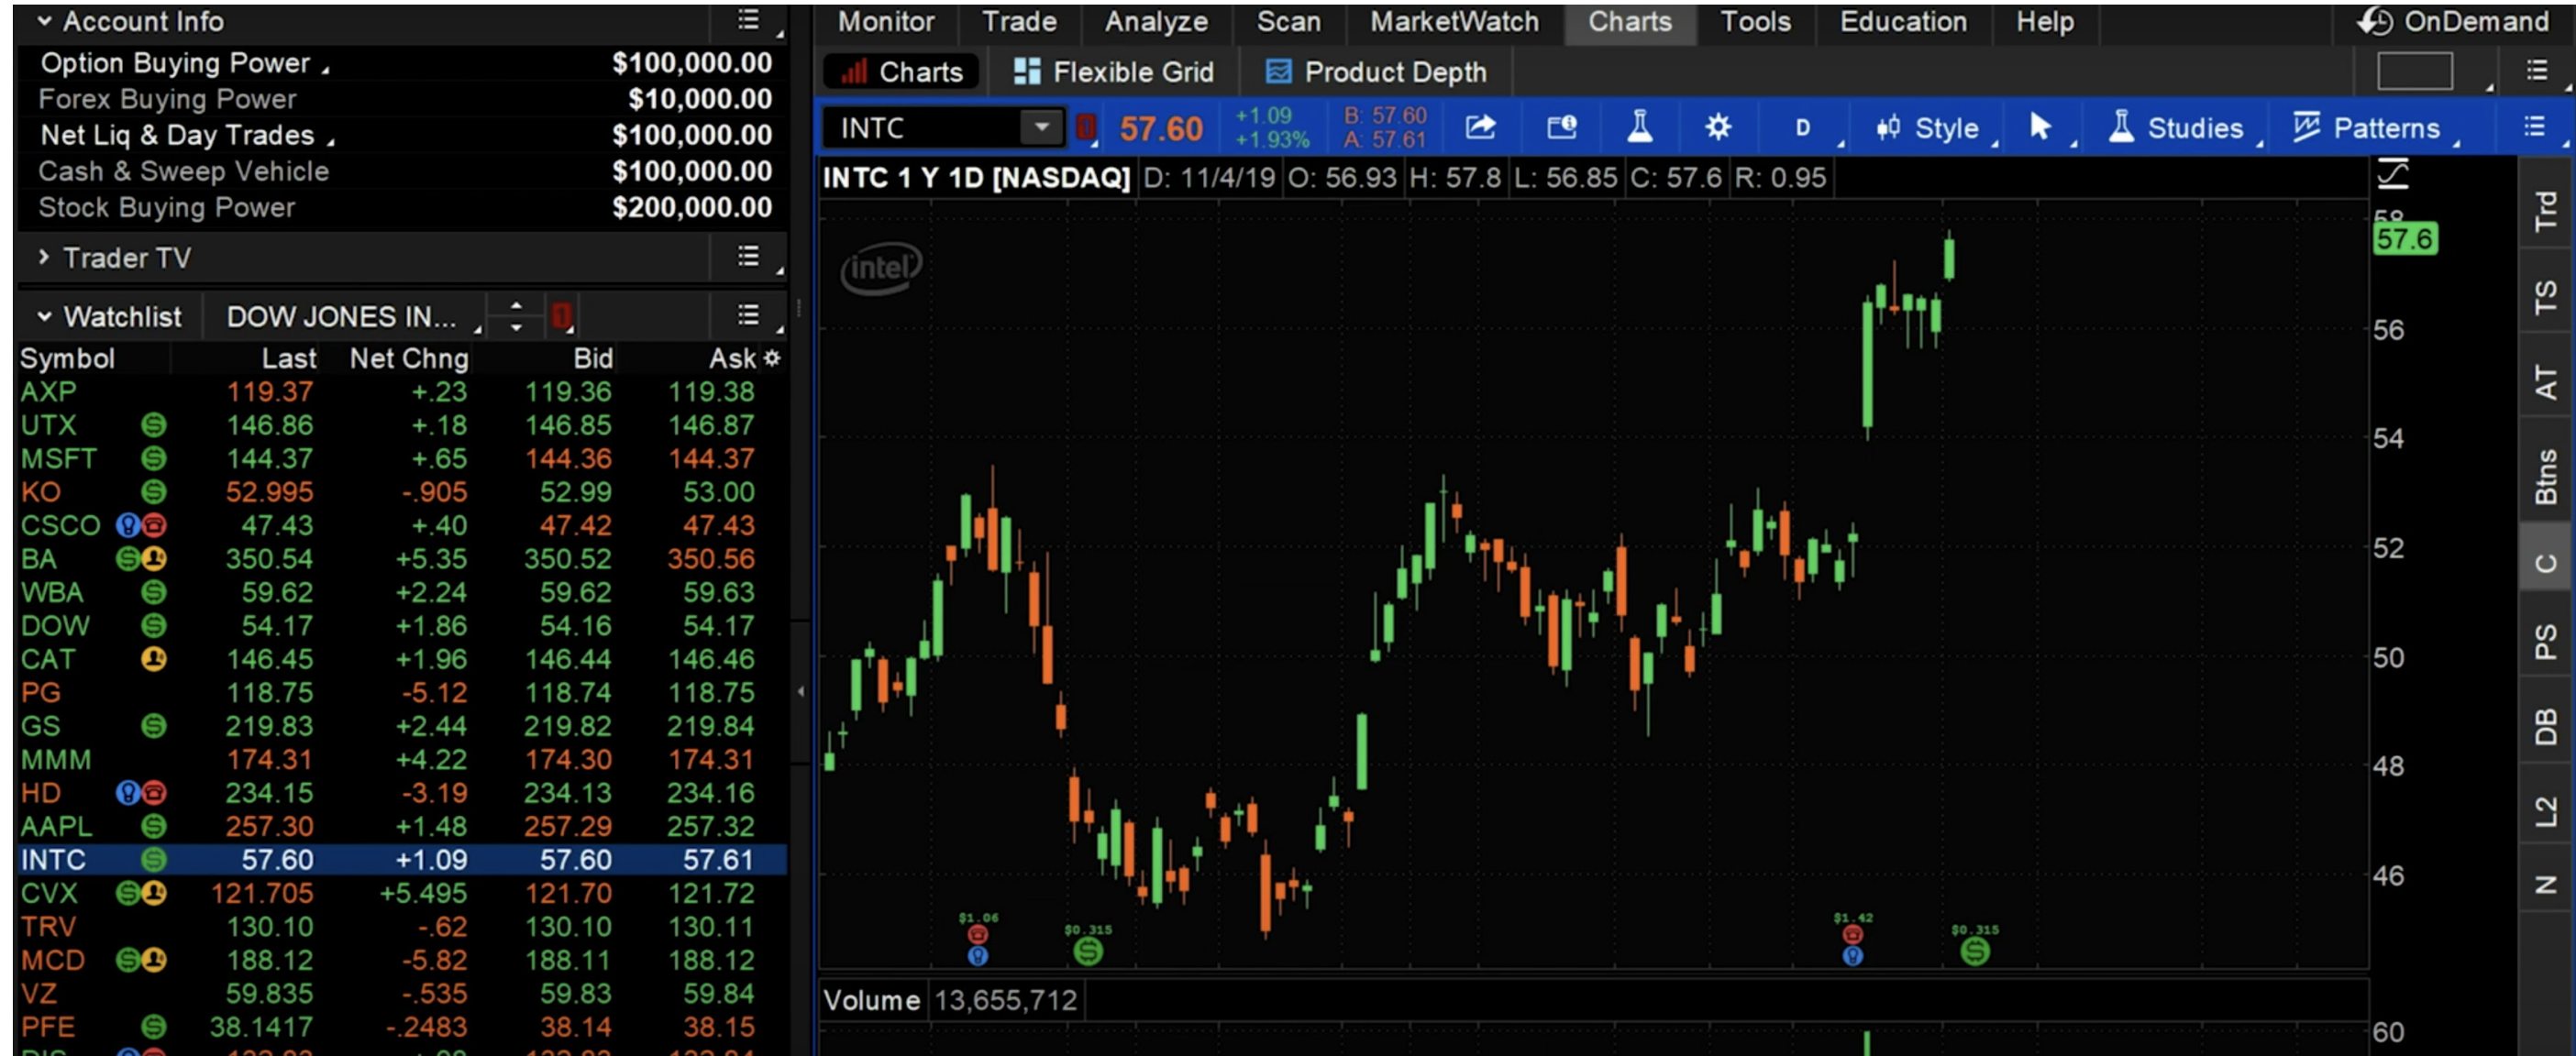 Account Info
Option Buying Power $100,000.00
Forex Buying Power $10,000.00
Net Liq & Day Trades $100,000.00
Cash & Sweep Vehicle $100,000.00
Stock Buying Power $200,000.00
Trader TV
Watchlist DOW JONES IN... 1
Symbol Last Net Chng Bid Ask
AXP 119.37 +.23 119.36 119.38
UTX 146.86 +.18 146.85 146.87
MSFT 144.37 +.65 144.36 144.37
KO 52.995 -.905 52.99 53.00
CSCO 47.43 +.40 47.42 47.43
BA 350.54 +5.35 350.52 350.56
WBA 59.62 +2.24 59.62 59.63
DOW 54.17 +1.86 54.16 54.17
CAT 146.45 +1.96 146.44 146.46
PG 118.75 -5.12 118.74 118.75
GS 219.83 +2.44 219.82 219.84
MMM 174.31 +4.22 174.30 174.31
HD 234.15 -3.19 234.13 234.16
AAPL 257.30 +1.48 257.29 257.32
INTC 57.60 +1.09 57.60 57.61
CVX 121.705 +5.495 121.70 121.72
TRV 130.10 -.62 130.10 130.11
MCD 188.12 -5.82 188.11 188.12
VZ 59.835 -.535 59.83 59.84
PFE 38.1417 -.2483 38.14 38.15
Monitor Trade Analyze Scan MarketWatch Charts Tools Education Help OnDemand
Charts Flexible Grid Product Depth
INTC 1 57.60 +1.09 +1.93% B: 57.60 A: 57.61 D Style Studies Patterns
INTC 1 Y 1D [NASDAQ] D: 11/4/19 O: 56.93 H: 57.8 L: 56.85 C: 57.6 R: 0.95
intel
58
57.6
56
54
52
50
48
46
$1.06
$0.315
$1.42
$0.315
Volume 13,655,712
60
Trd
TS
AT
Btns
C
PS
DB
L2
N